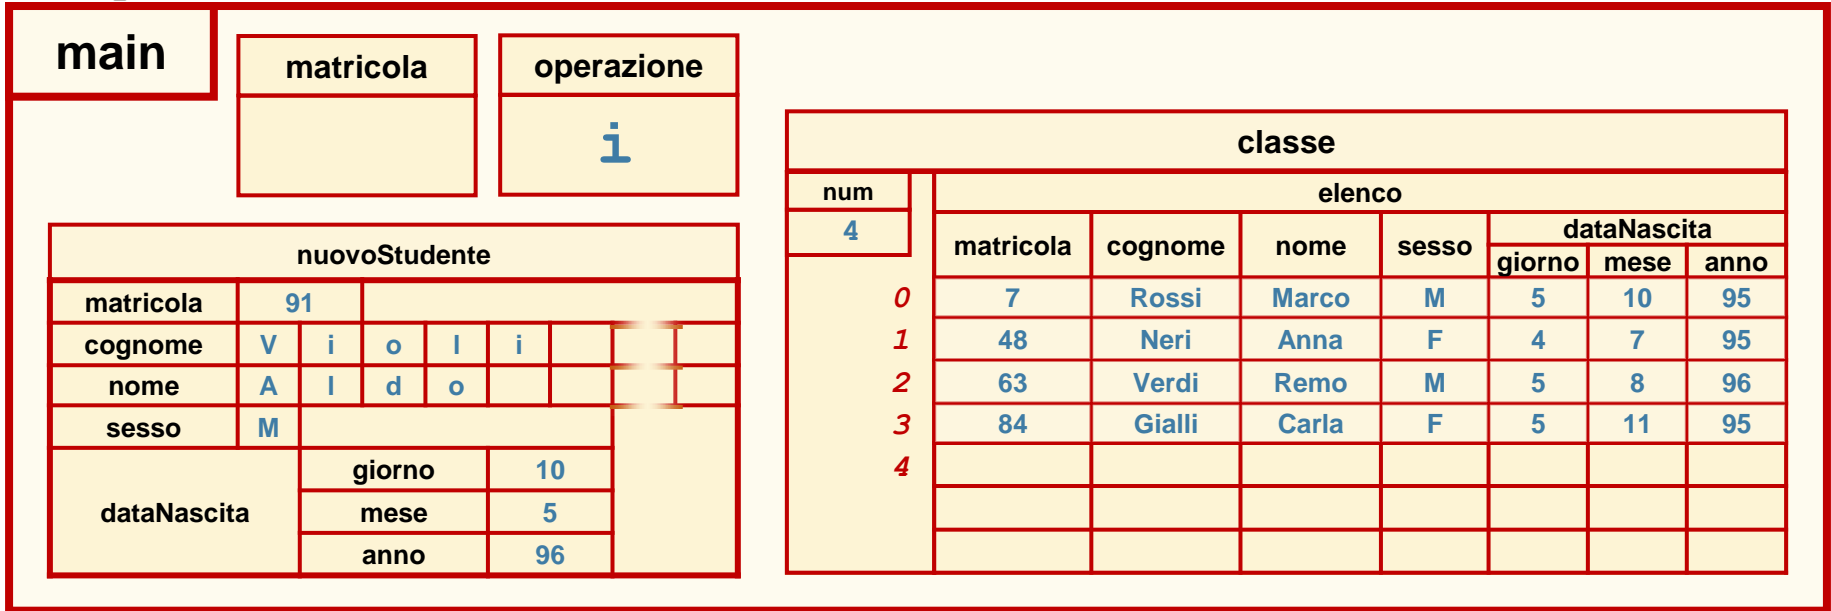 main
matricola
operazione
i
nuovoStudente
matricola 91
cognome V i o l i
nome A l d o
sesso M
dataNascita
giorno 10
mese 5
anno 96
classe
num
4
elenco
matricola cognome nome sesso dataNascita
giorno mese anno
0 7 Rossi Marco M 5 10 95
1 48 Neri Anna F 4 7 95
2 63 Verdi Remo M 5 8 96
3 84 Gialli Carla F 5 11 95
4